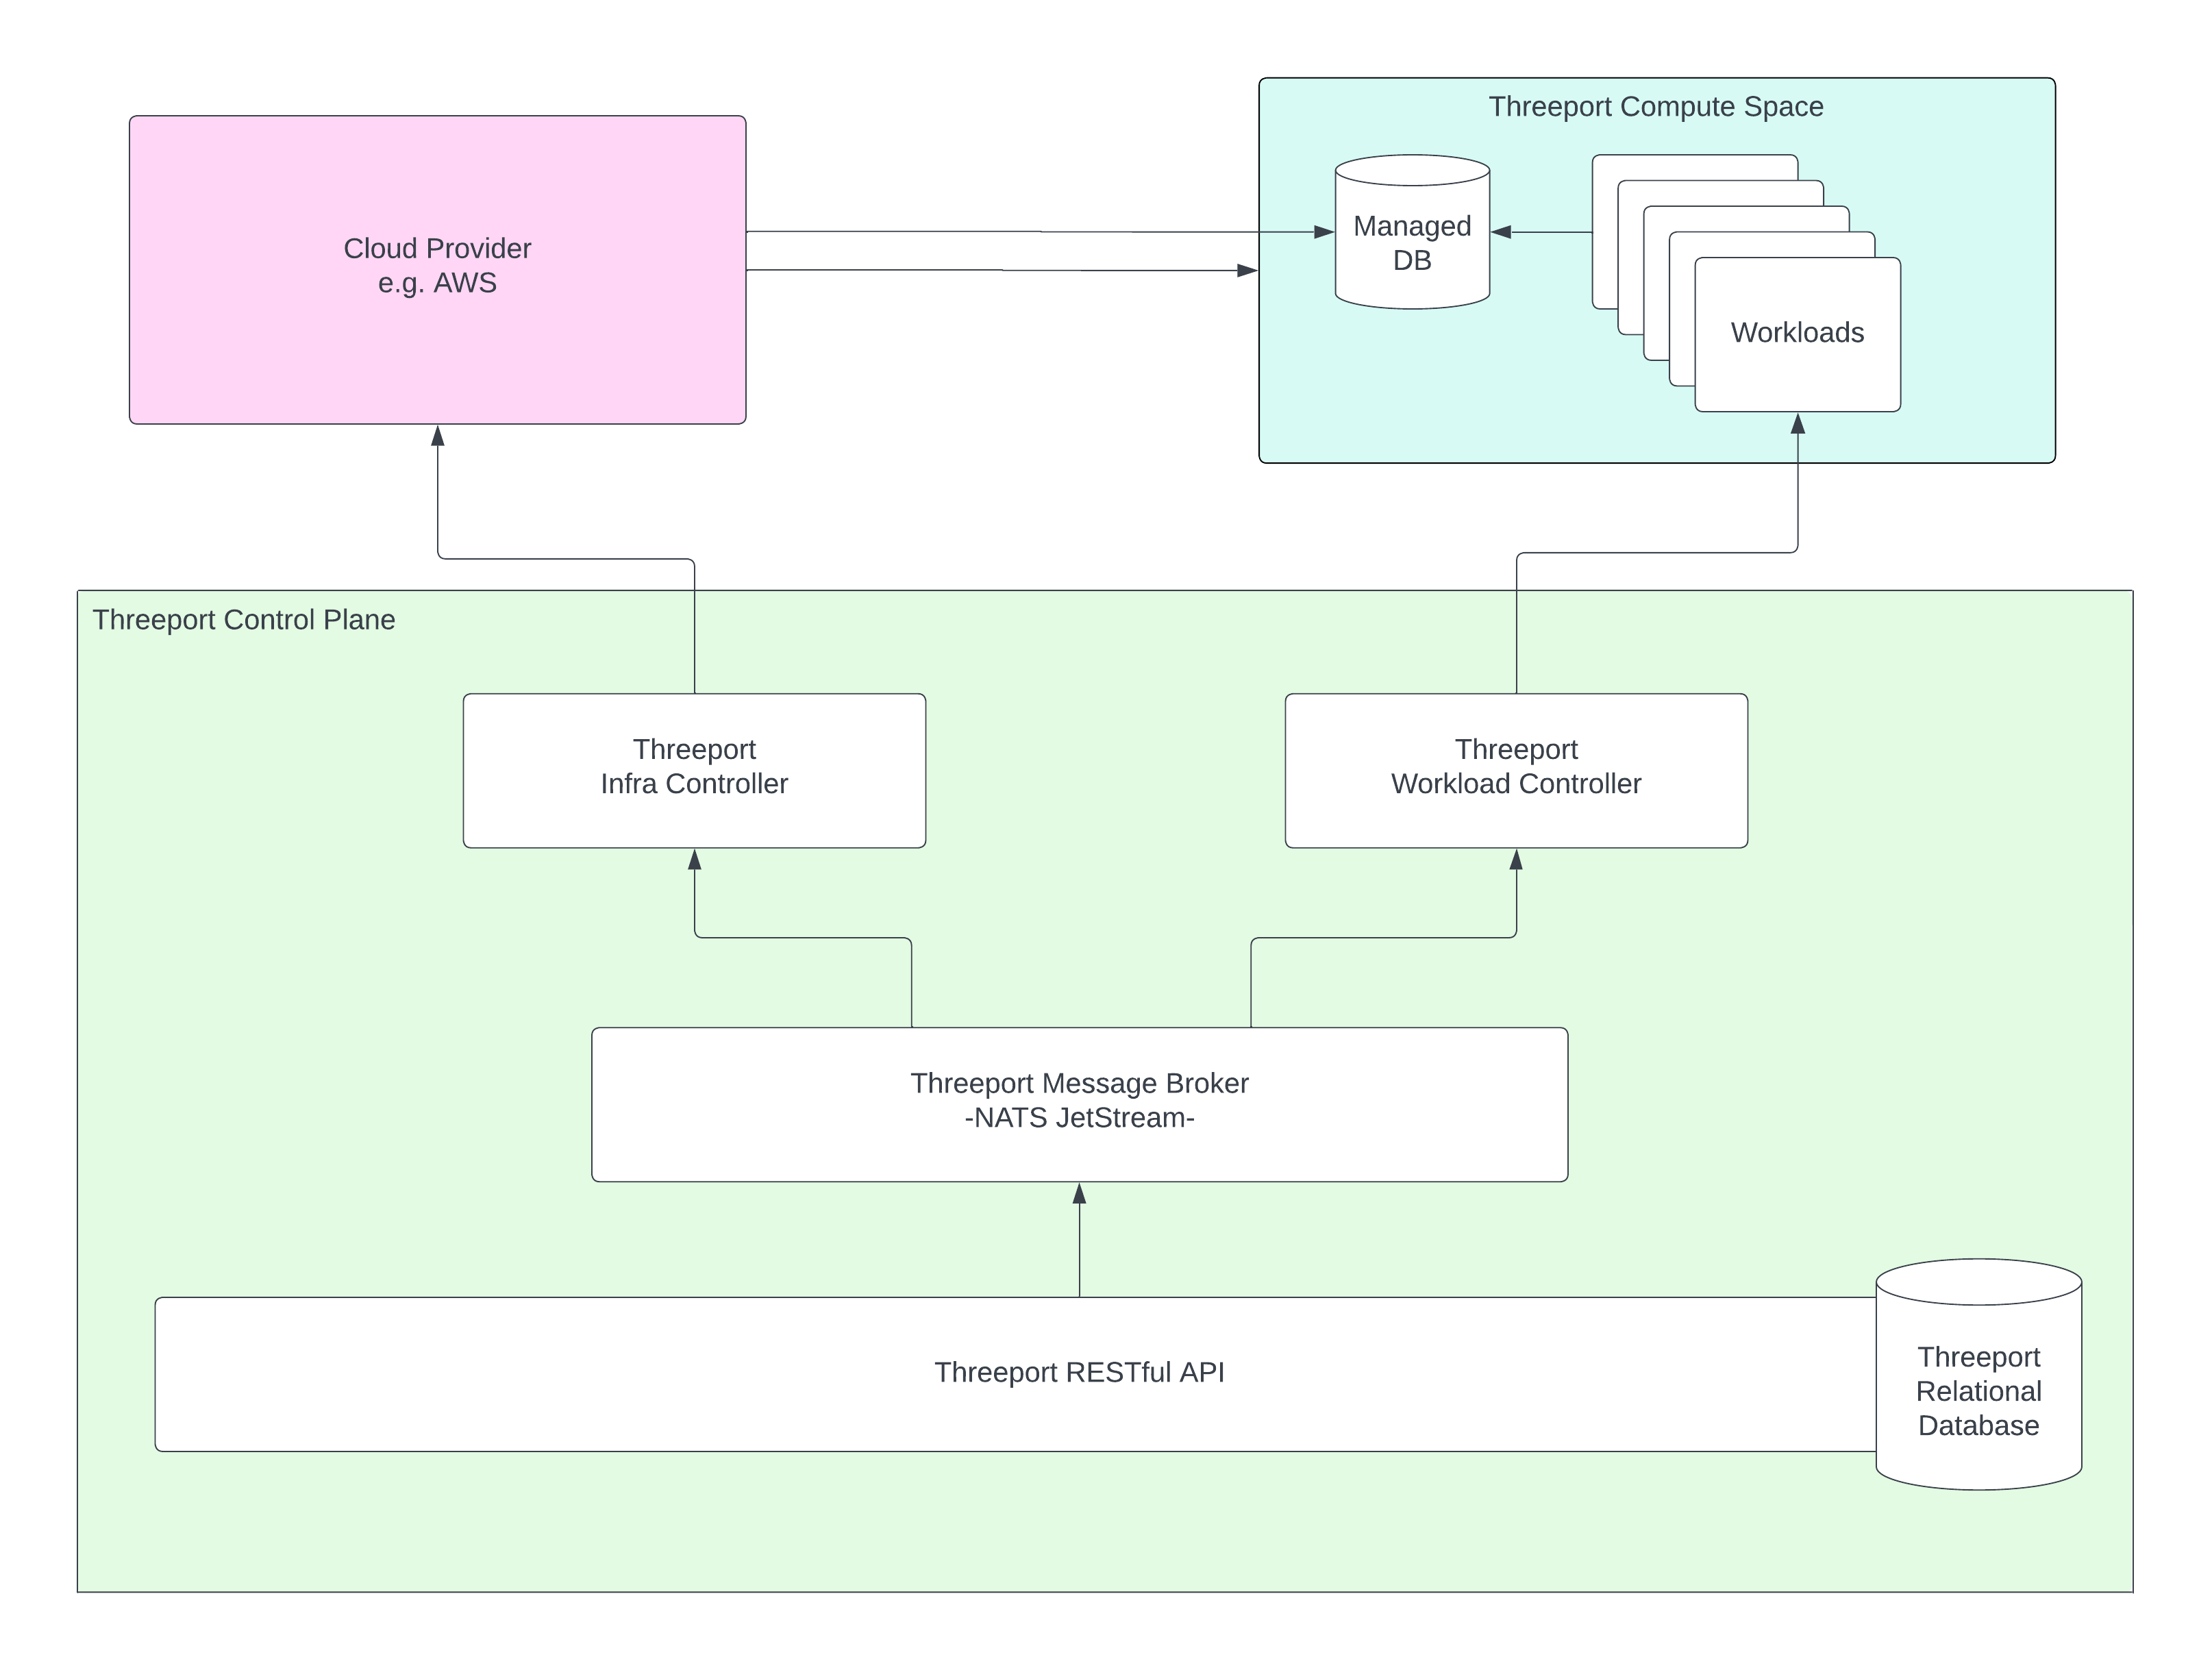 Threeport Compute Space
Cloud Provider
e.g. AWS
Managed
DB
Workloads
Threeport Control Plane
Threeport
Infra Controller
Threeport
Workload Controller
Threeport Message Broker
-NATS JetStream-
Threeport RESTful API
Threeport
Relational
Database